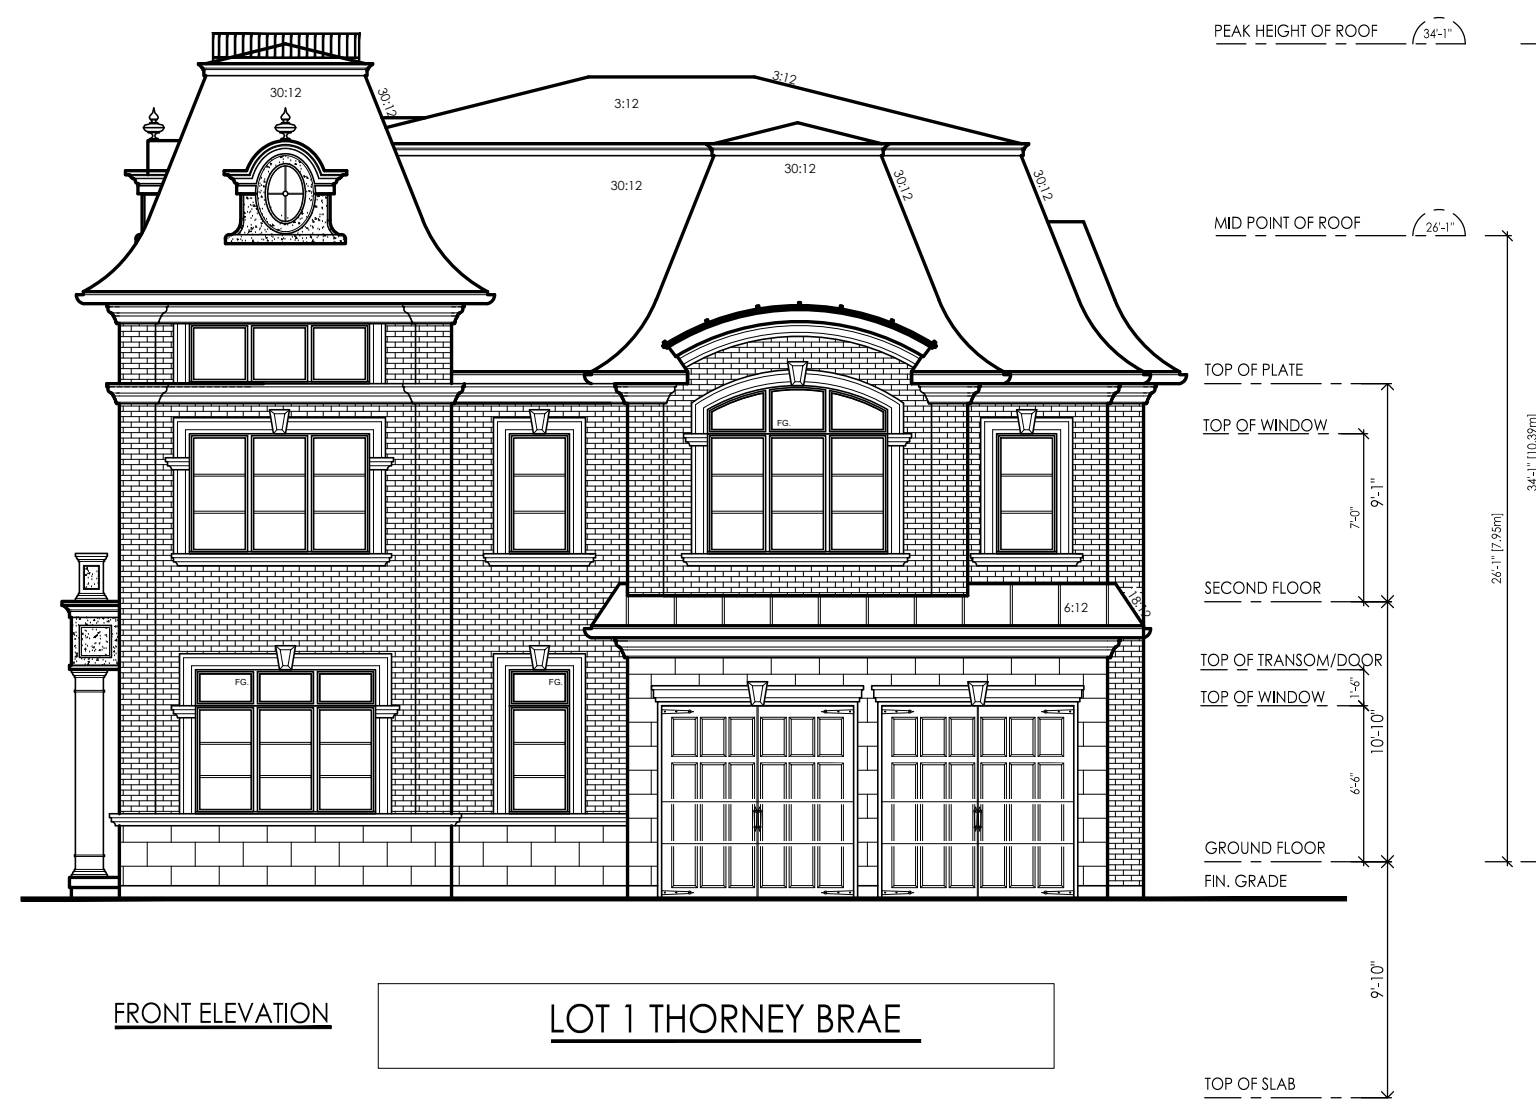 PEAK HEIGHT OF ROOF 34'-1"
30:12
30:12
3:12
3:12
30:12
30:12
30:12
30:12
MID POINT OF ROOF 26'-1"
TOP OF PLATE
TOP OF WINDOW
FG.
9'-1"
7'-0"
34'-1" [10.39m]
26'-1" [7.95m]
SECOND FLOOR
6:12
18:12
TOP OF TRANSOM/DOOR
FG.
FG.
1'-6"
TOP OF WINDOW
10'-10"
6'-6"
GROUND FLOOR
FIN. GRADE
9'-10"
FRONT ELEVATION
LOT 1 THORNEY BRAE
TOP OF SLAB